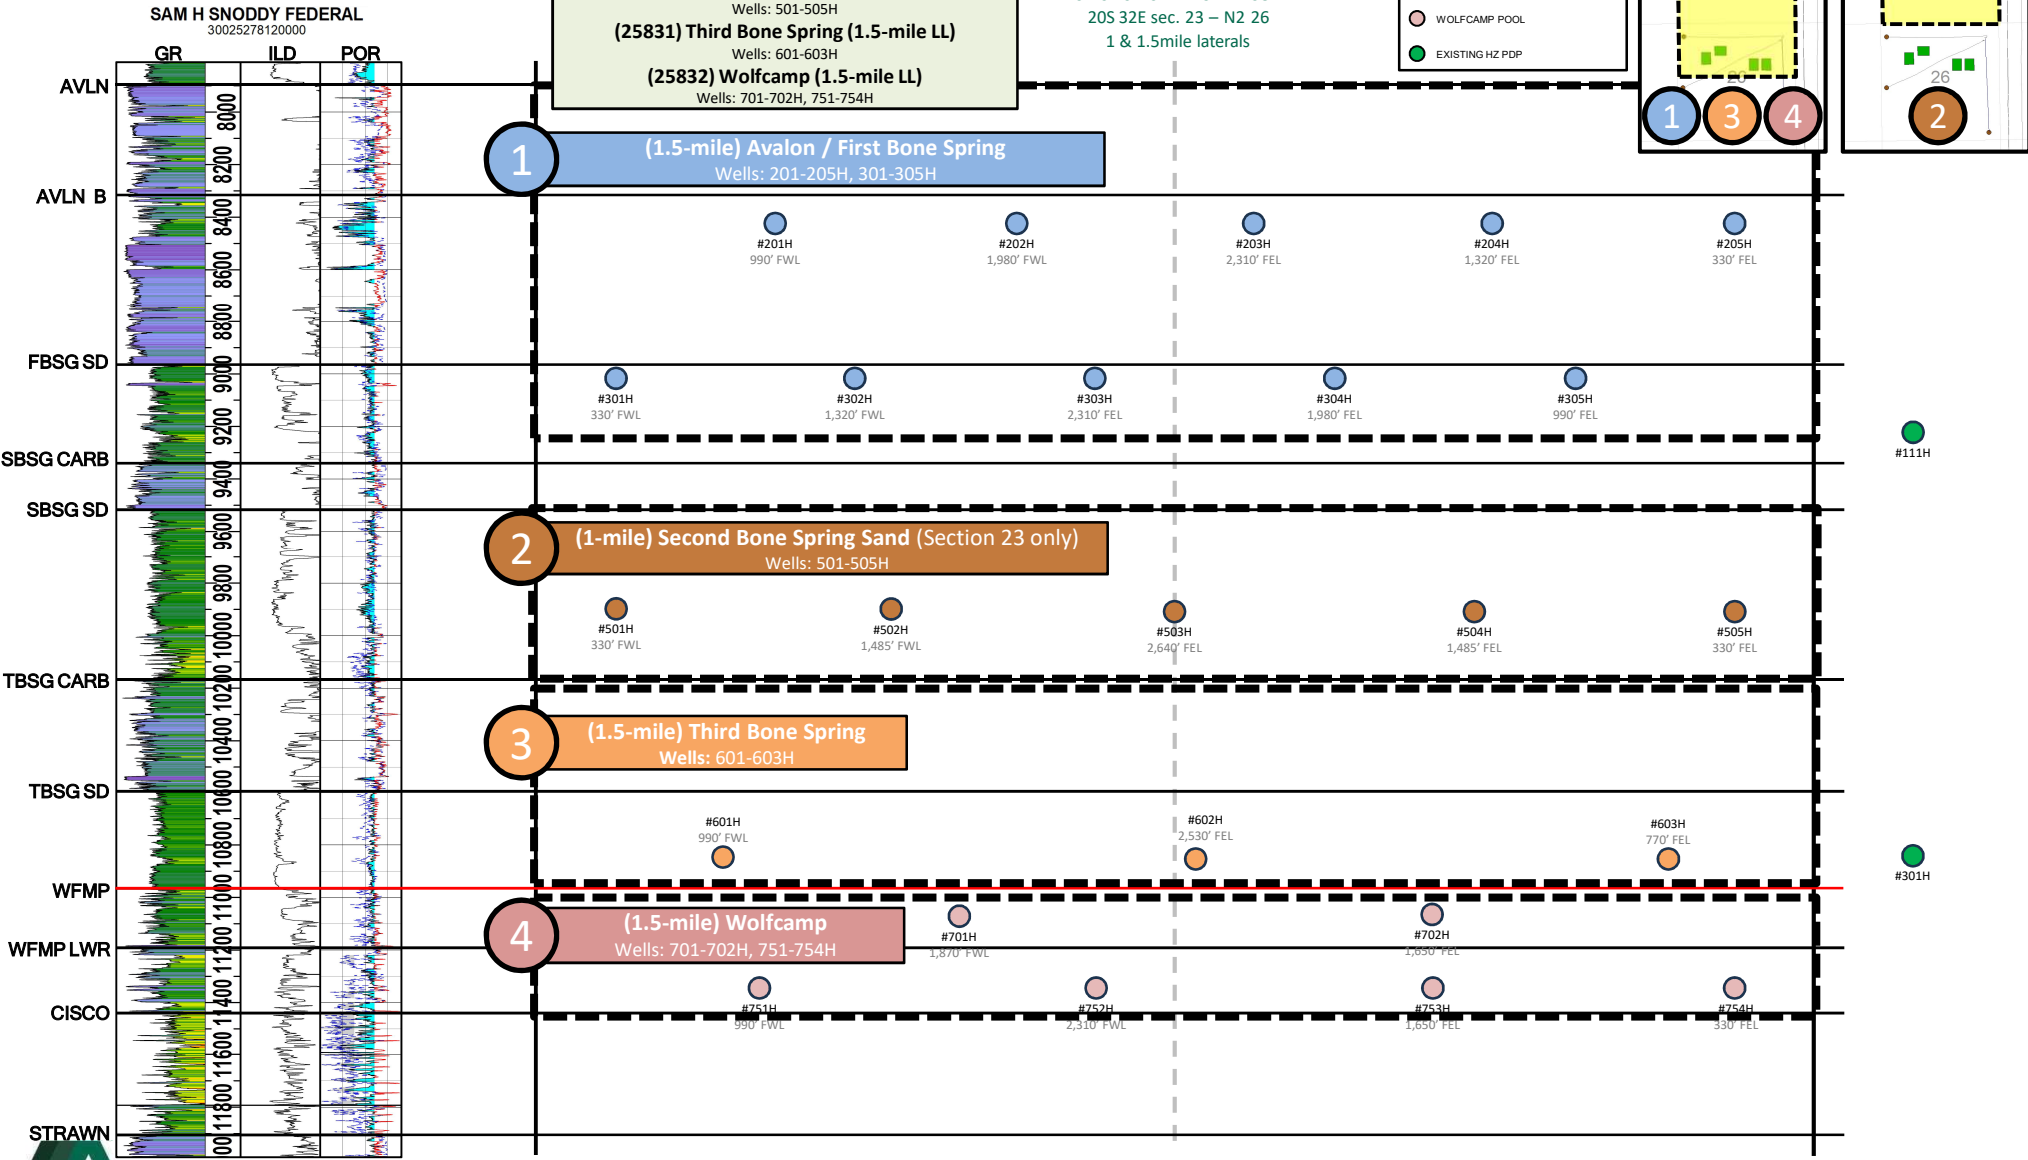 SAM H SNODDY FEDERAL
30025278120000
GR
ILD
POR
Wells: 501-505H
(25831) Third Bone Spring (1.5-mile LL)
Wells: 601-603H
(25832) Wolfcamp (1.5-mile LL)
Wells: 701-702H, 751-754H
20S 32E sec. 23 – N2 26
1 & 1.5mile laterals
WOLFCAMP POOL
EXISTING HZ PDP
26
1
3
4
2
AVLN
AVLN B
FBSG SD
SBSG CARB
SBSG SD
TBSG CARB
TBSG SD
WFMP
WFMP LWR
CISCO
STRAWN
8000
8200
8400
8600
8800
9000
9200
9400
9600
9800
10000
10200
10400
10600
10800
11000
11200
11400
11600
11800
1
(1.5-mile) Avalon / First Bone Spring
Wells: 201-205H, 301-305H
#201H
990' FWL
#202H
1,980' FWL
#203H
2,310' FEL
#204H
1,320' FEL
#205H
330' FEL
#301H
330' FWL
#302H
1,320' FWL
#303H
2,310' FEL
#304H
1,980' FEL
#305H
990' FEL
#111H
2
(1-mile) Second Bone Spring Sand (Section 23 only)
Wells: 501-505H
#501H
330' FWL
#502H
1,485' FWL
#503H
2,640' FEL
#504H
1,485' FEL
#505H
330' FEL
3
(1.5-mile) Third Bone Spring
Wells: 601-603H
#601H
990' FWL
#602H
2,530' FEL
#603H
770' FEL
#301H
4
(1.5-mile) Wolfcamp
Wells: 701-702H, 751-754H
#701H
1,870' FWL
#702H
1,650' FEL
#751H
990' FWL
#752H
2,310' FWL
#753H
1,650' FEL
#754H
330' FEL